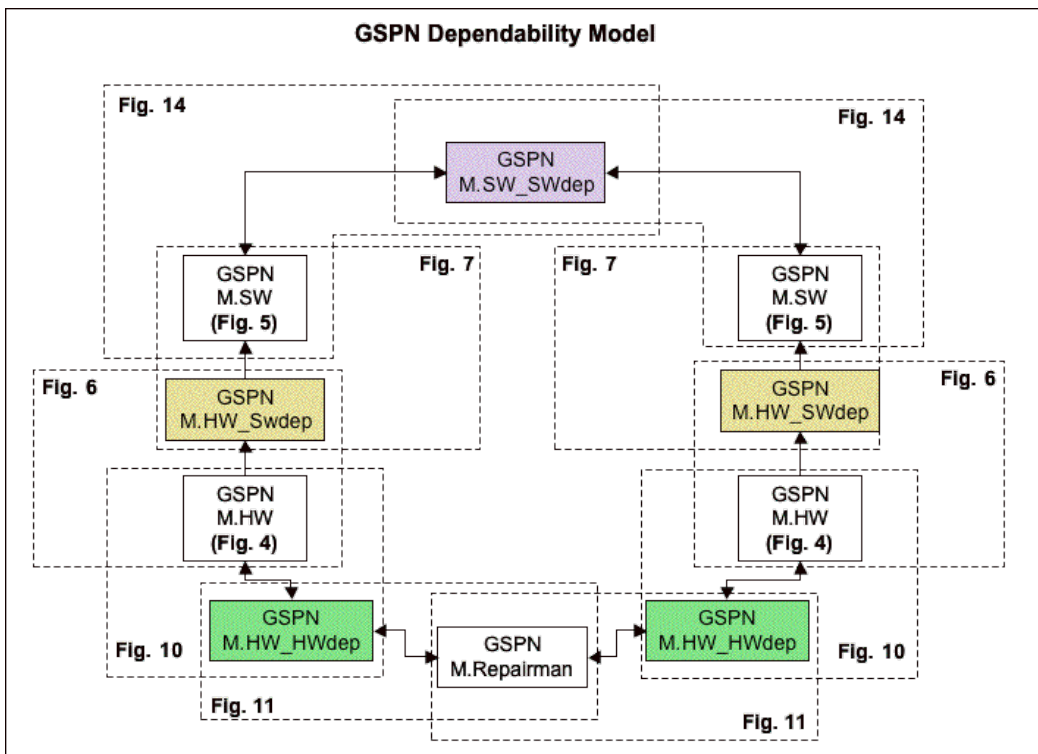 GSPN Dependability Model
Fig. 14
Fig. 14
GSPN
M.SW_SWdep
Fig. 7
Fig. 7
GSPN
M.SW
(Fig. 5)
GSPN
M.SW
(Fig. 5)
Fig. 6
Fig. 6
GSPN
M.HW_Swdep
GSPN
M.HW_SWdep
GSPN
M.HW
(Fig. 4)
GSPN
M.HW
(Fig. 4)
GSPN
M.HW_HWdep
GSPN
M.Repairman
GSPN
M.HW_HWdep
Fig. 10
Fig. 10
Fig. 11
Fig. 11